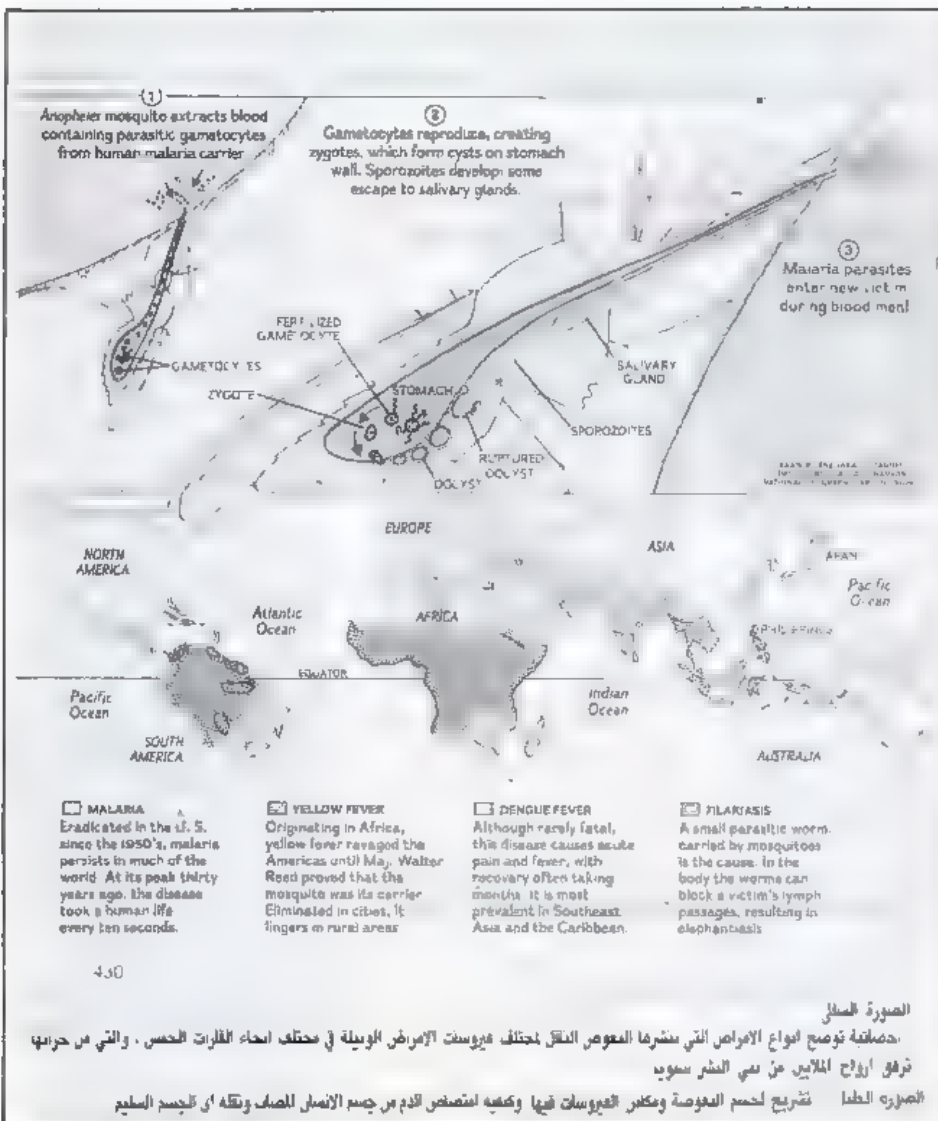 ①
Anopheles mosquito extracts blood
containing parasitic gametocytes
from human malaria carrier
②
Gametocytes reproduce, creating
zygotes, which form cysts on stomach
wall. Sporozoites develop some
escape to salivary glands.
③
Malaria parasites
enter new victim
during blood meal
FERTILIZED
GAMETOCYTE
GAMETOCYTES
ZYGOTE
STOMACH
SALIVARY
GLAND
SPOROZOITES
RUPTURED
OOCYST
OOCYST
EUROPE
ASIA
NORTH
AMERICA
JAPAN
Pacific
Ocean
Atlantic
Ocean
AFRICA
PHILIPPINES
EQUATOR
Pacific
Ocean
Indian
Ocean
SOUTH
AMERICA
AUSTRALIA
MALARIA
Eradicated in the U. S.
since the 1950's, malaria
persists in much of the
world At its peak thirty
years ago, the disease
took a human life
every ten seconds.
YELLOW FEVER
Originating in Africa,
yellow fever ravaged the
Americas until Maj. Walter
Reed proved that the
mosquito was its carrier
Eliminated in cities, it
lingers in rural areas
DENGUE FEVER
Although rarely fatal,
this disease causes acute
pain and fever, with
recovery often taking
months. It is most
prevalent in Southeast
Asia and the Caribbean.
FILARIASIS
A small parasitic worm
carried by mosquitoes
is the cause. In the
body the worms can
block a victim's lymph
passages, resulting in
elephantiasis
430
الصورة السفلى
توضح انواع الامراض التي ينشرها البعوض الناقل لمختلف فيروسات الامراض الوبيلة في مختلف انحاء القارات الخمس ، والتي من جرائها
تزهق ارواح الملايين من بني البشر سنويا
الصورة العليا تشريح لجسم البعوضة ومكامن الفيروسات فيها وكيفية امتصاص الدم من جسم الانسان المصاب ونقله الى الجسم السليم